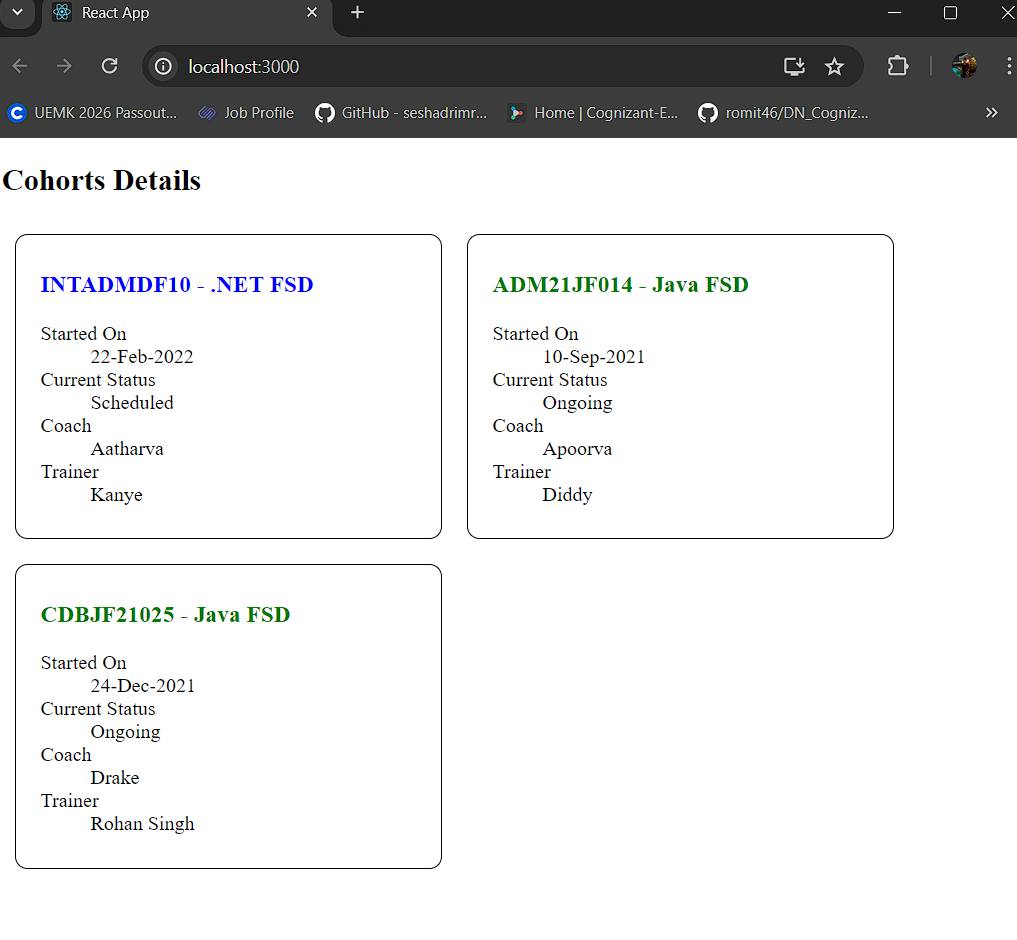 React App
localhost:3000
UEMK 2026 Passout... Job Profile GitHub - seshadrimr... Home | Cognizant-E... romit46/DN_Cogniz...
Cohorts Details
INTADMDF10 - .NET FSD
Started On
22-Feb-2022
Current Status
Scheduled
Coach
Aatharva
Trainer
Kanye
ADM21JF014 - Java FSD
Started On
10-Sep-2021
Current Status
Ongoing
Coach
Apoorva
Trainer
Diddy
CDBJF21025 - Java FSD
Started On
24-Dec-2021
Current Status
Ongoing
Coach
Drake
Trainer
Rohan Singh